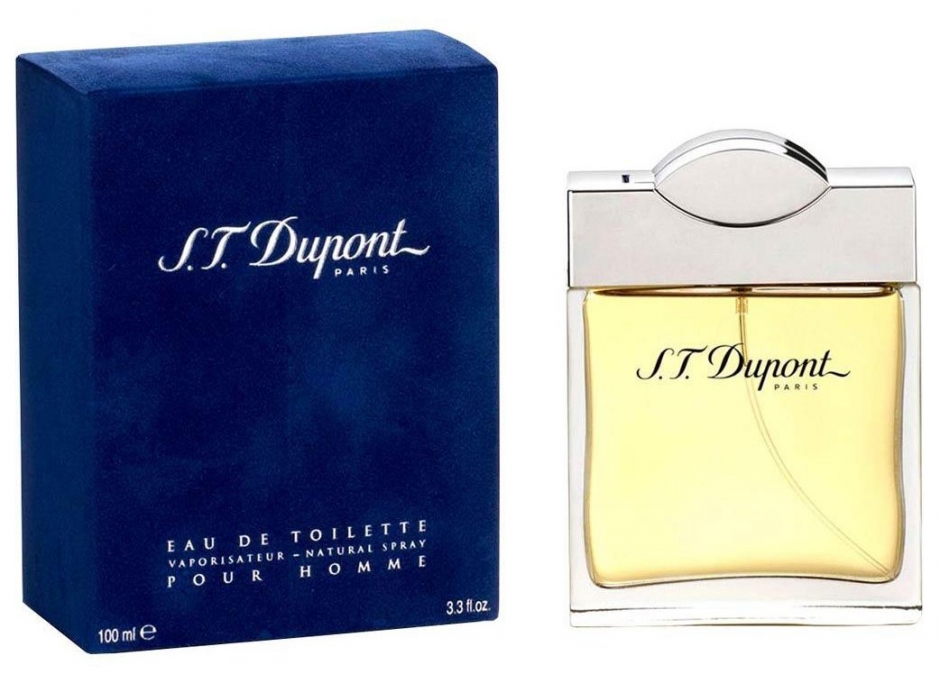 S.T. Dupont
PARIS
EAU DE TOILETTE
VAPORISATEUR – NATURAL SPRAY
POUR HOMME
100 ml ℮
3.3 fl.oz.
S.T. Dupont
PARIS